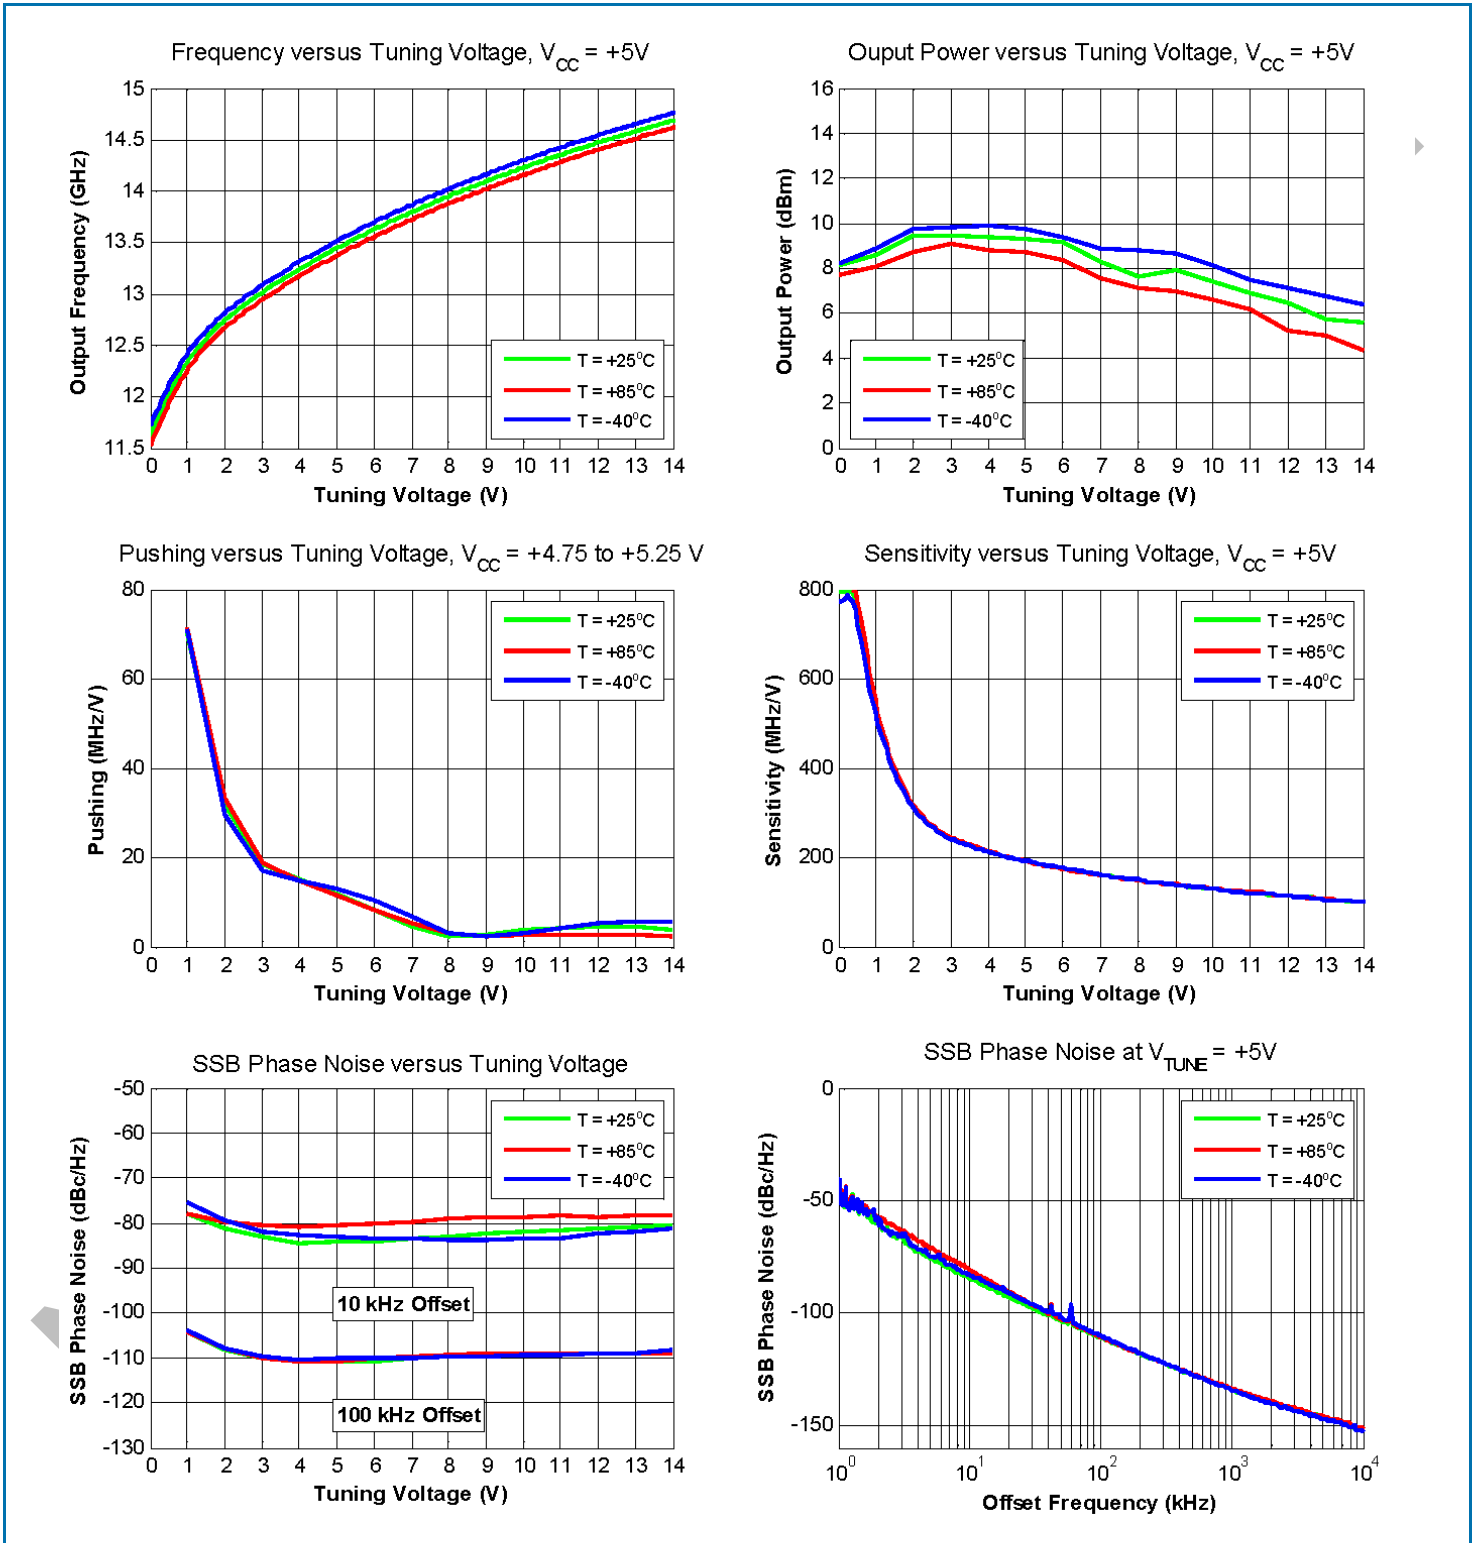 Frequency versus Tuning Voltage, VCC = +5V
15
14.5
14
13.5
13
12.5
12
11.5
Output Frequency (GHz)
T = +25°C
T = +85°C
T = -40°C
0 1 2 3 4 5 6 7 8 9 10 11 12 13 14
Tuning Voltage (V)
Ouput Power versus Tuning Voltage, VCC = +5V
16
14
12
10
8
6
4
2
0
Output Power (dBm)
T = +25°C
T = +85°C
T = -40°C
0 1 2 3 4 5 6 7 8 9 10 11 12 13 14
Tuning Voltage (V)
Pushing versus Tuning Voltage, VCC = +4.75 to +5.25 V
80
60
40
20
0
Pushing (MHz/V)
T = +25°C
T = +85°C
T = -40°C
0 1 2 3 4 5 6 7 8 9 10 11 12 13 14
Tuning Voltage (V)
Sensitivity versus Tuning Voltage, VCC = +5V
800
600
400
200
0
Sensitivity (MHz/V)
T = +25°C
T = +85°C
T = -40°C
0 1 2 3 4 5 6 7 8 9 10 11 12 13 14
Tuning Voltage (V)
SSB Phase Noise versus Tuning Voltage
-50
-60
-70
-80
-90
-100
-110
-120
-130
SSB Phase Noise (dBc/Hz)
T = +25°C
T = +85°C
T = -40°C
10 kHz Offset
100 kHz Offset
0 1 2 3 4 5 6 7 8 9 10 11 12 13 14
Tuning Voltage (V)
SSB Phase Noise at VTUNE = +5V
0
-50
-100
-150
SSB Phase Noise (dBc/Hz)
T = +25°C
T = +85°C
T = -40°C
10⁰ 10¹ 10² 10³ 10⁴
Offset Frequency (kHz)